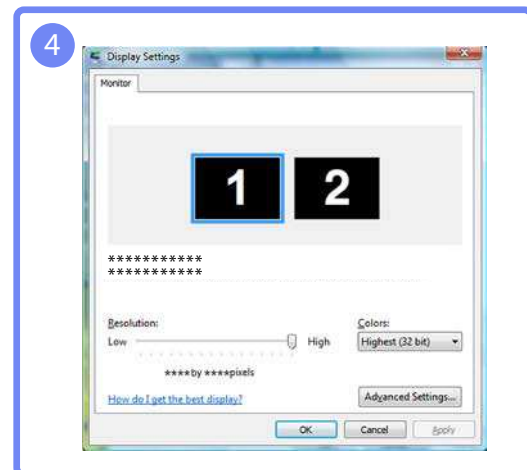 4
Display Settings
Monitor
1 2
***********
***********
Resolution:
Colors:
Low High Highest (32 bit)
****by ****pixels
How do I get the best display?
Advanced Settings...
OK Cancel Apply